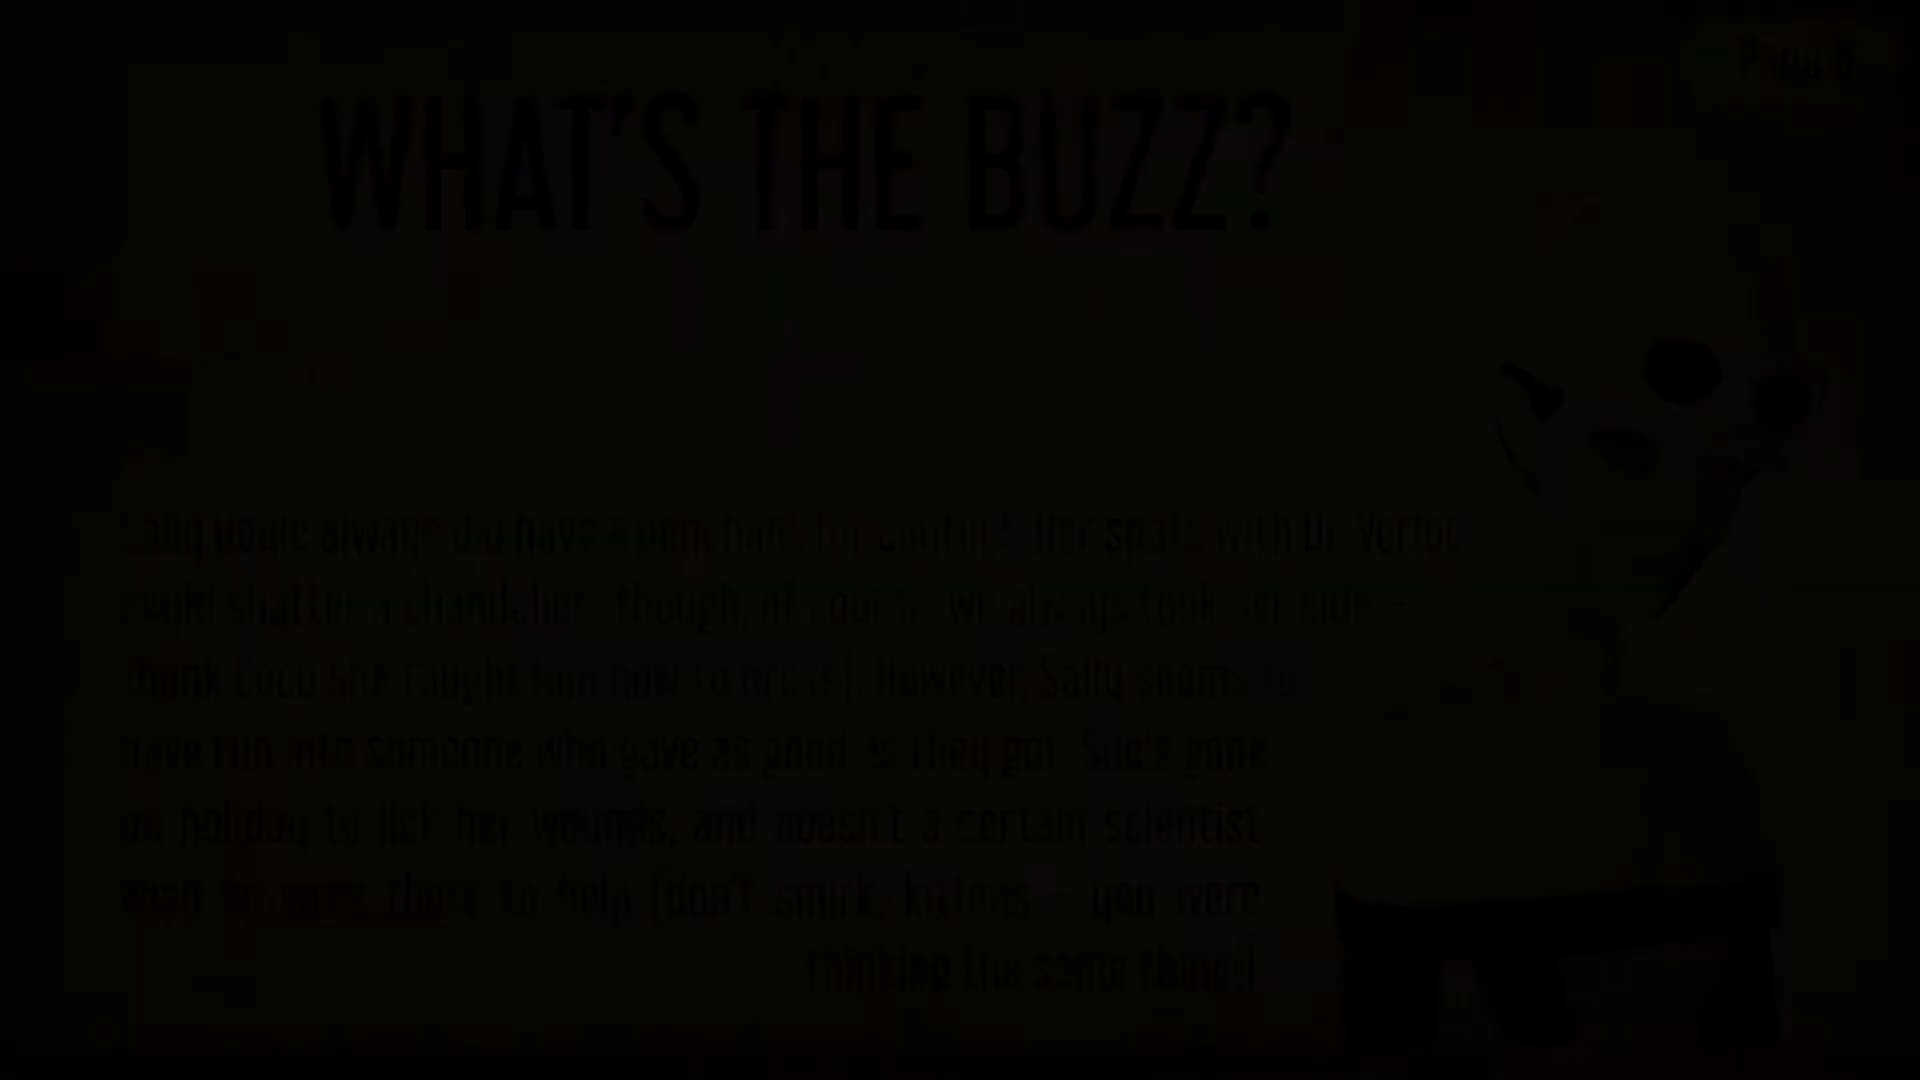 Page
WHAT'S THE BUZZ?
Sally Boyle always did have a penchant for conflict. Her spats with Dr. Verloc
could shatter a chandelier (though, of course, we always took her side –
thank Coco she taught him how to dress). However, Sally seems to
have run into someone who gave as good as they got. She's gone
on holiday to lick her wounds, and doesn't a certain scientist
wish he were there to help (don't smirk, kittens – you were
thinking the same thing)!